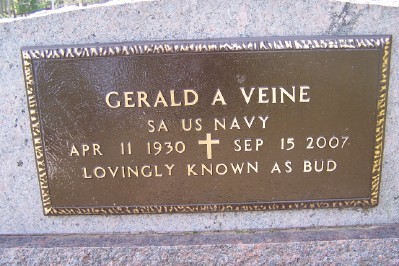 GERALD A VEINE
SA US NAVY
APR 11 1930 ✝ SEP 15 2007
LOVINGLY KNOWN AS BUD